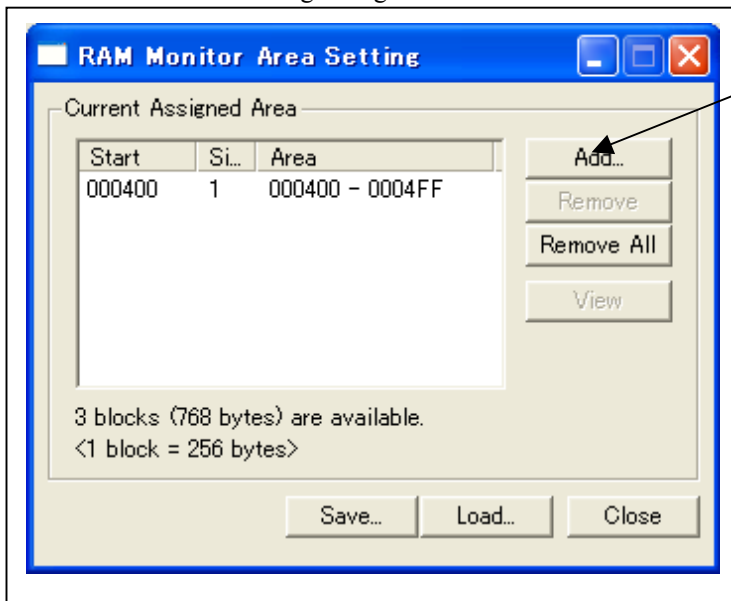 RAM Monitor Area Setting
Current Assigned Area
Start Si... Area
000400 1 000400 - 0004FF
Add...
Remove
Remove All
View
3 blocks (768 bytes) are available.
<1 block = 256 bytes>
Save... Load... Close